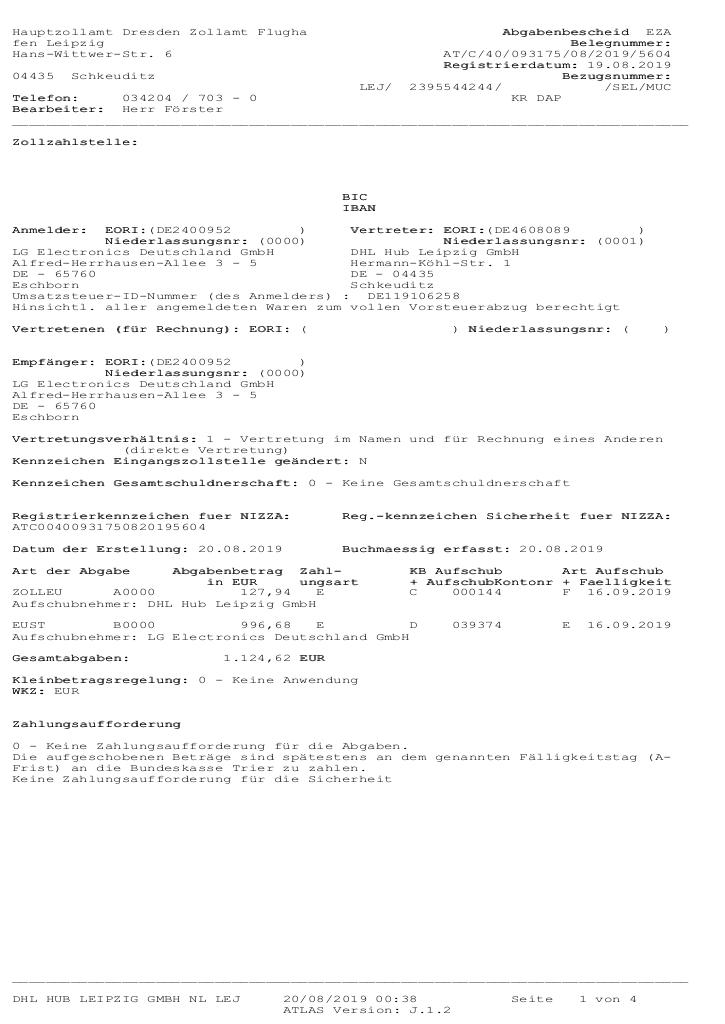 Hauptzollamt Dresden Zollamt Flugha Abgabenbescheid EZA
fen Leipzig Belegnummer:
Hans-Wittwer-Str. 6 AT/C/40/093175/08/2019/5604
Registrierdatum: 19.08.2019
04435 Schkeuditz Bezugsnummer:
LEJ/ 2395544244/ /SEL/MUC
Telefon: 034204 / 703 - 0 KR DAP
Bearbeiter: Herr Förster
Zollzahlstelle:
BIC
IBAN
Anmelder: EORI:(DE2400952 ) Vertreter: EORI:(DE4608089 )
Niederlassungsnr: (0000) Niederlassungsnr: (0001)
LG Electronics Deutschland GmbH DHL Hub Leipzig GmbH
Alfred-Herrhausen-Allee 3 - 5 Hermann-Köhl-Str. 1
DE - 65760 DE - 04435
Eschborn Schkeuditz
Umsatzsteuer-ID-Nummer (des Anmelders) : DE119106258
Hinsichtl. aller angemeldeten Waren zum vollen Vorsteuerabzug berechtigt
Vertretenen (für Rechnung): EORI: ( ) Niederlassungsnr: ( )
Empfänger: EORI:(DE2400952 )
Niederlassungsnr: (0000)
LG Electronics Deutschland GmbH
Alfred-Herrhausen-Allee 3 - 5
DE - 65760
Eschborn
Vertretungsverhältnis: 1 - Vertretung im Namen und für Rechnung eines Anderen
(direkte Vertretung)
Kennzeichen Eingangszollstelle geändert: N
Kennzeichen Gesamtschuldnerschaft: 0 - Keine Gesamtschuldnerschaft
Registrierkennzeichen fuer NIZZA: Reg.-kennzeichen Sicherheit fuer NIZZA:
ATC00400931750820195604
Datum der Erstellung: 20.08.2019 Buchmaessig erfasst: 20.08.2019
Art der Abgabe Abgabenbetrag Zahl- KB Aufschub Art Aufschub
in EUR ungsart + AufschubKontonr + Faelligkeit
ZOLLEU A0000 127,94 E C 000144 F 16.09.2019
Aufschubnehmer: DHL Hub Leipzig GmbH
EUST B0000 996,68 E D 039374 E 16.09.2019
Aufschubnehmer: LG Electronics Deutschland GmbH
Gesamtabgaben: 1.124,62 EUR
Kleinbetragsregelung: 0 - Keine Anwendung
WKZ: EUR
Zahlungsaufforderung
0 - Keine Zahlungsaufforderung für die Abgaben.
Die aufgeschobenen Beträge sind spätestens an dem genannten Fälligkeitstag (A-
Frist) an die Bundeskasse Trier zu zahlen.
Keine Zahlungsaufforderung für die Sicherheit
DHL HUB LEIPZIG GMBH NL LEJ 20/08/2019 00:38 Seite 1 von 4
ATLAS Version: J.1.2